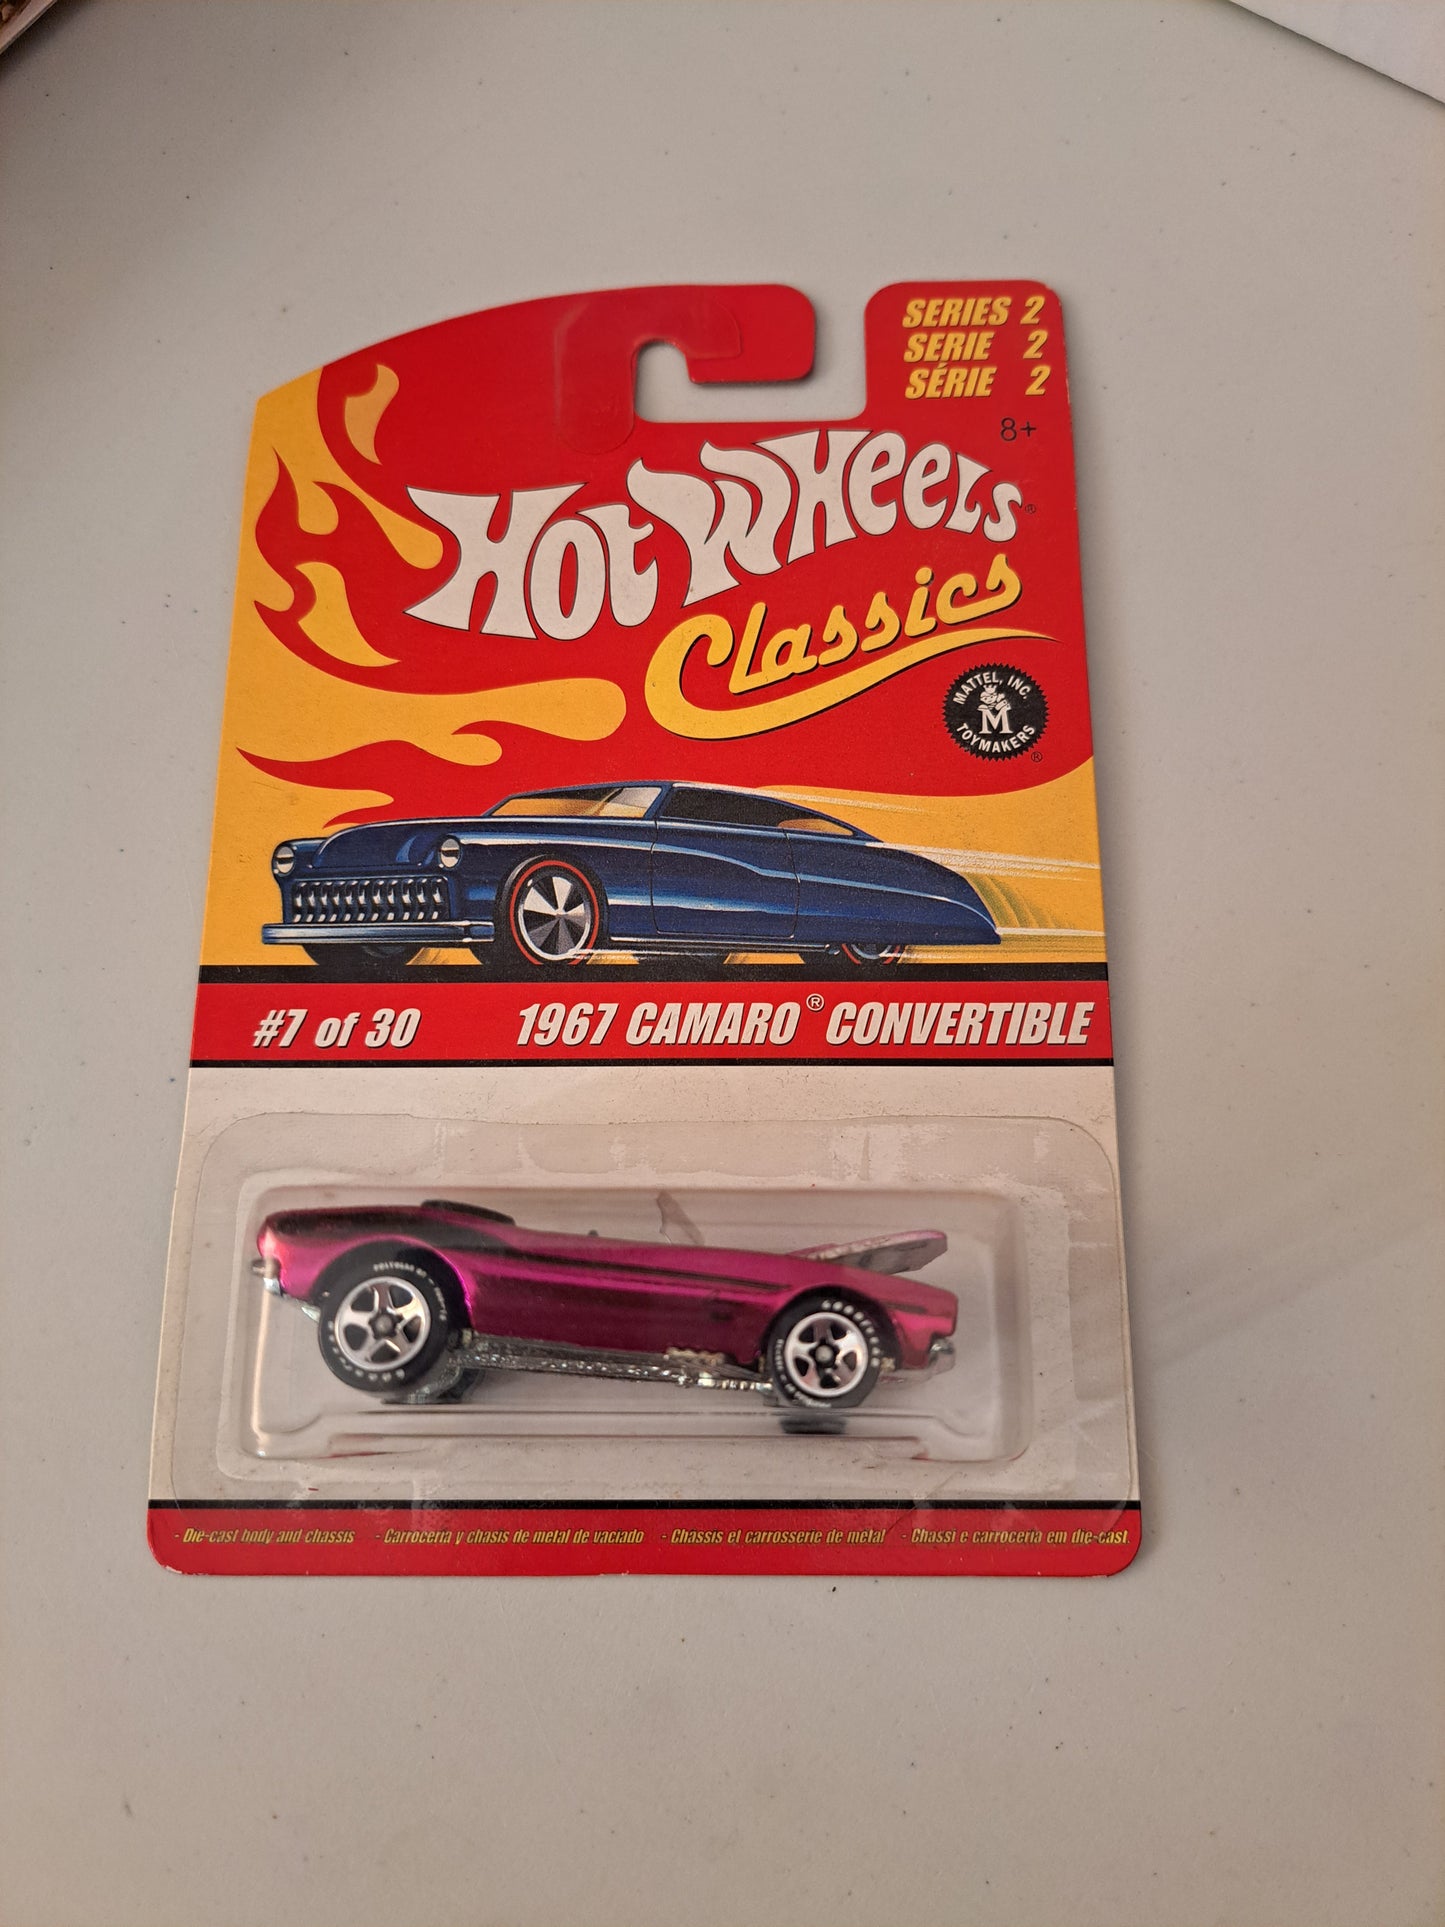 SERIES 2
SERIE 2
SÉRIE 2
8+
HOT WHEELS®
Classics
MATTEL, INC.
M
TOYMAKERS
®
#7 of 30
1967 CAMARO® CONVERTIBLE
GOODYEAR
- Die-cast body and chassis - Carrocería y chasis de metal de vaciado - Châssis et carrosserie de métal - Chassi e carroceria em die-cast.